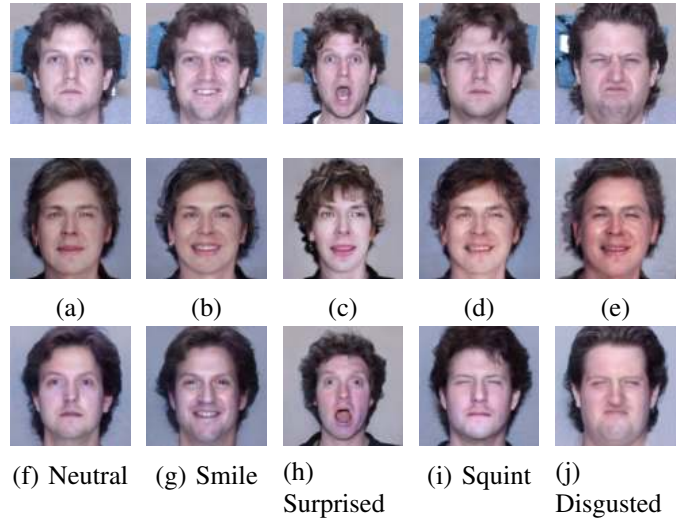 (a) (b) (c) (d) (e)
(f) Neutral (g) Smile (h) Surprised (i) Squint (j) Disgusted